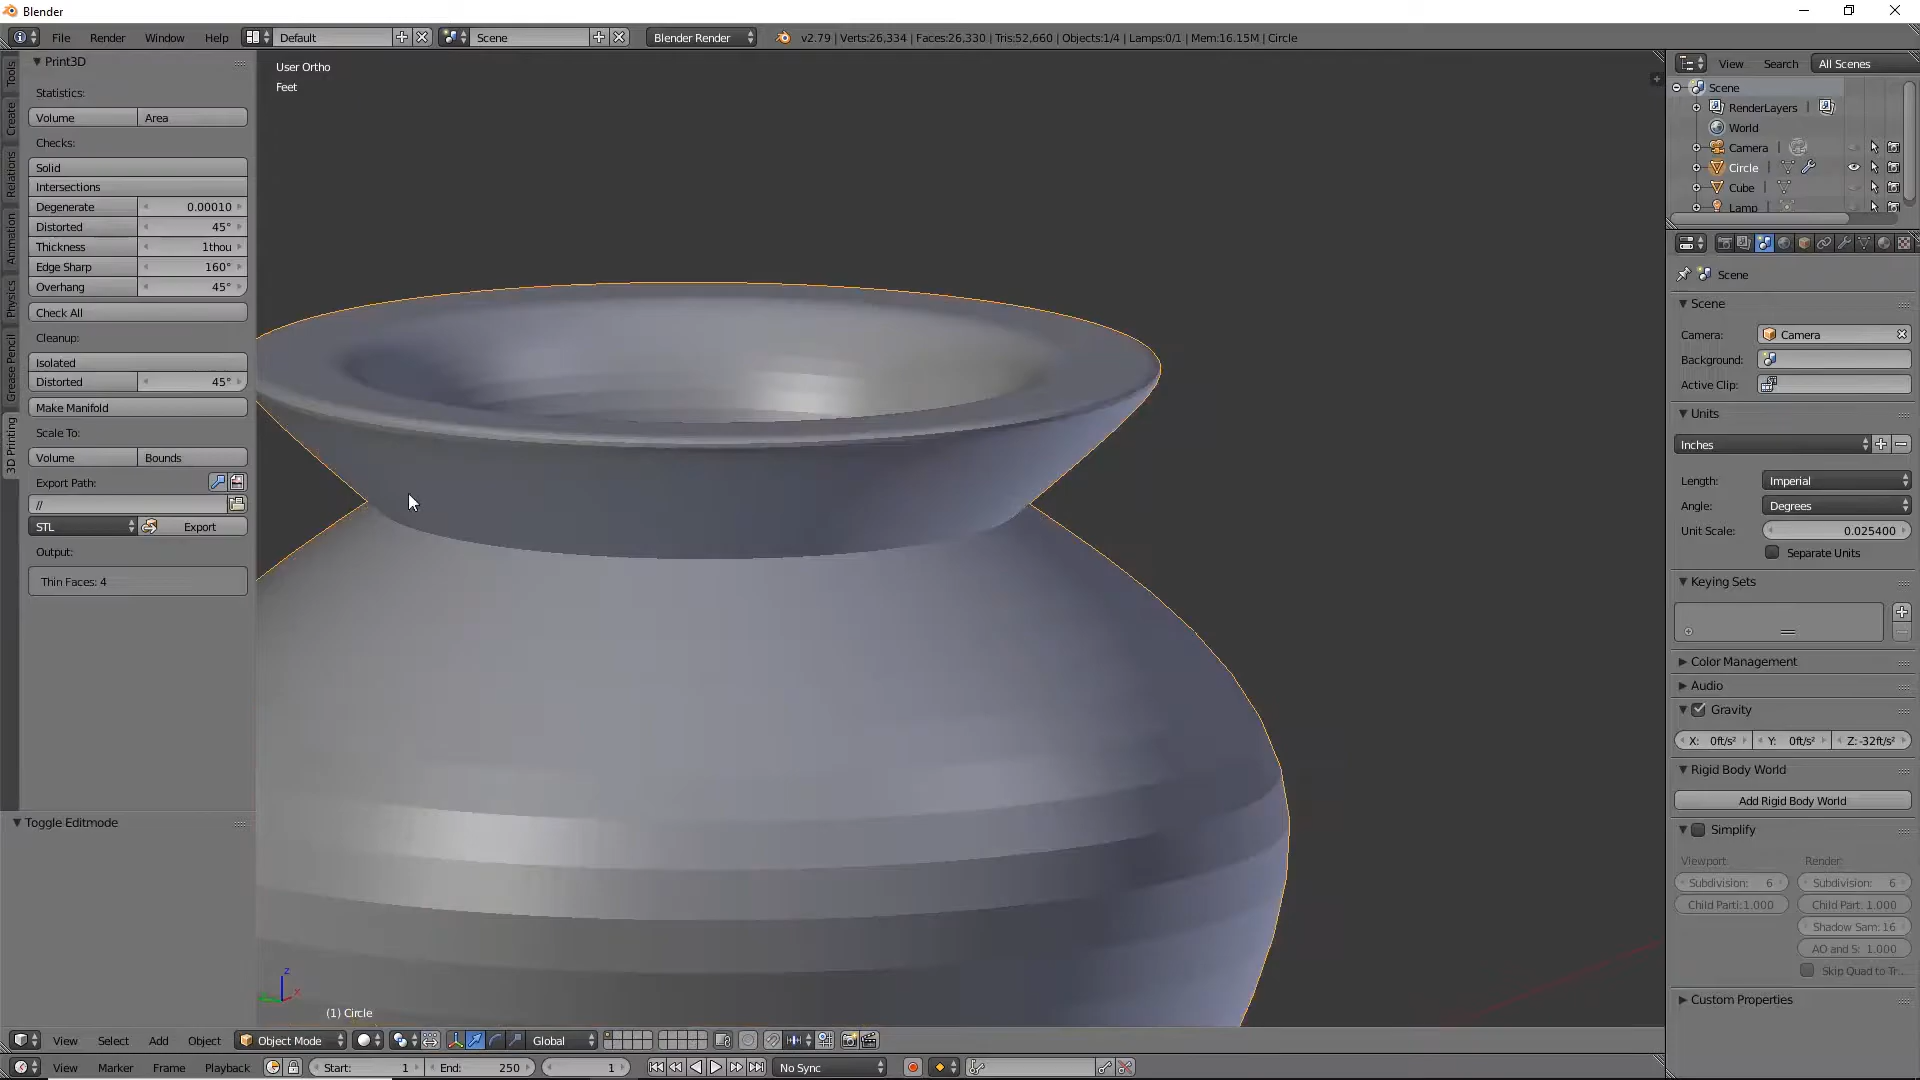 Blender
File Render Window Help Default Scene Blender Render v2.79 | Verts:26,334 | Faces:26,330 | Tris:52,660 | Objects:1/4 | Lamps:0/1 | Mem:16.15M | Circle
Tools
Create
Relations
Animation
Physics
Grease Pencil
3D Printing
Print3D
Statistics:
Volume Area
Checks:
Solid
Intersections
Degenerate 0.00010
Distorted 45°
Thickness 1thou
Edge Sharp 160°
Overhang 45°
Check All
Cleanup:
Isolated
Distorted 45°
Make Manifold
Scale To:
Volume Bounds
Export Path:
//
STL Export
Output:
Thin Faces: 4
Toggle Editmode
User Ortho
Feet
z
x
(1) Circle
View Search All Scenes
Scene
RenderLayers
World
Camera
Circle
Cube
Lamp
Scene
Scene
Camera: Camera
Background:
Active Clip:
Units
Inches
Length: Imperial
Angle: Degrees
Unit Scale: 0.025400
Separate Units
Keying Sets
Color Management
Audio
Gravity
X: 0ft/s² Y: 0ft/s² Z: -32ft/s²
Rigid Body World
Add Rigid Body World
Simplify
Viewport: Render:
Subdivision: 6 Subdivision: 6
Child Parti:1.000 Child Part: 1.000
Shadow Sam: 16
AO and S: 1.000
Skip Quad to Tr...
Custom Properties
View Select Add Object Object Mode Global
View Marker Frame Playback Start: 1 End: 250 1 No Sync